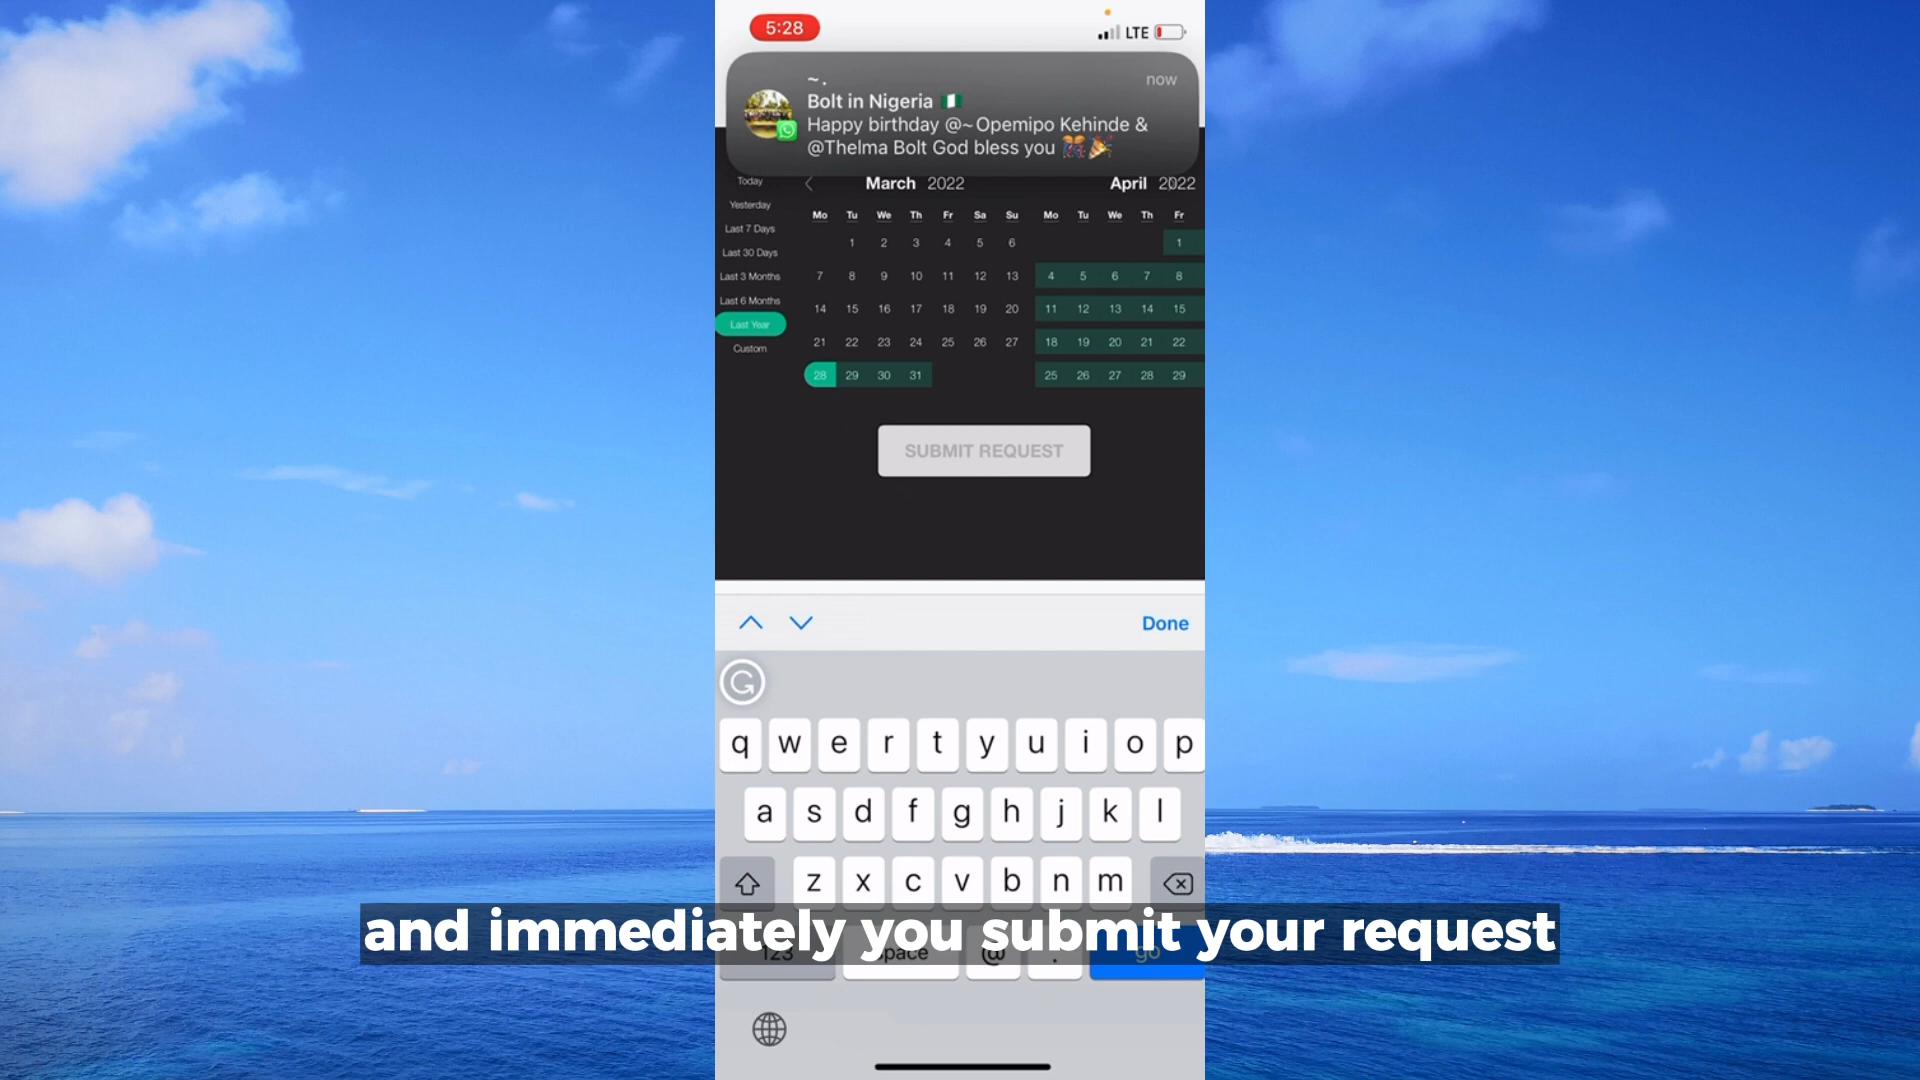 5:28
LTE
~ .
now
Bolt in Nigeria 🇳🇬
Happy birthday @~ Opemipo Kehinde &
@Thelma Bolt God bless you 🎊🎉
Today
Yesterday
Last 7 Days
Last 30 Days
Last 3 Months
Last 6 Months
Last Year
Custom
March 2022
Mo Tu We Th Fr Sa Su
1 2 3 4 5 6
7 8 9 10 11 12 13
14 15 16 17 18 19 20
21 22 23 24 25 26 27
28 29 30 31
April 2022
Mo Tu We Th Fr
1
4 5 6 7 8
11 12 13 14 15
18 19 20 21 22
25 26 27 28 29
SUBMIT REQUEST
Done
q w e r t y u i o p
a s d f g h j k l
z x c v b n m
and immediately you submit your request
123 space @ . go